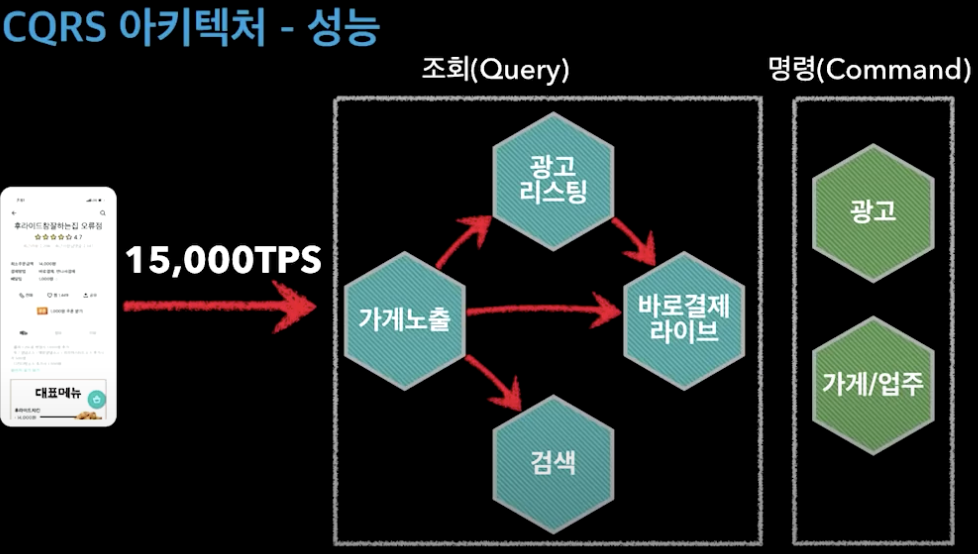 CQRS 아키텍처 - 성능
조회(Query)
명령(Command)
광고
리스팅
광고
후라이드참잘하는집 오류점
4.7
15,000TPS
가게노출
바로결제
라이브
가게/업주
대표메뉴
검색